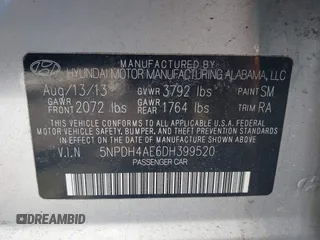 MANUFACTURED BY
HYUNDAI MOTOR MANUFACTURING ALABAMA, LLC
Aug/13/13 GVWR 3792 lbs PAINT SM
GAWR FRONT 2072 lbs GAWR REAR 1764 lbs TRIM RA
THIS VEHICLE CONFORMS TO ALL APPLICABLE FEDERAL MOTOR VEHICLE SAFETY, BUMPER, AND THEFT PREVENTION STANDARDS IN EFFECT ON THE DATE OF MANUFACTURE SHOWN ABOVE.
V.I.N 5NPDH4AE6DH399520
PASSENGER CAR
© CARDEBID